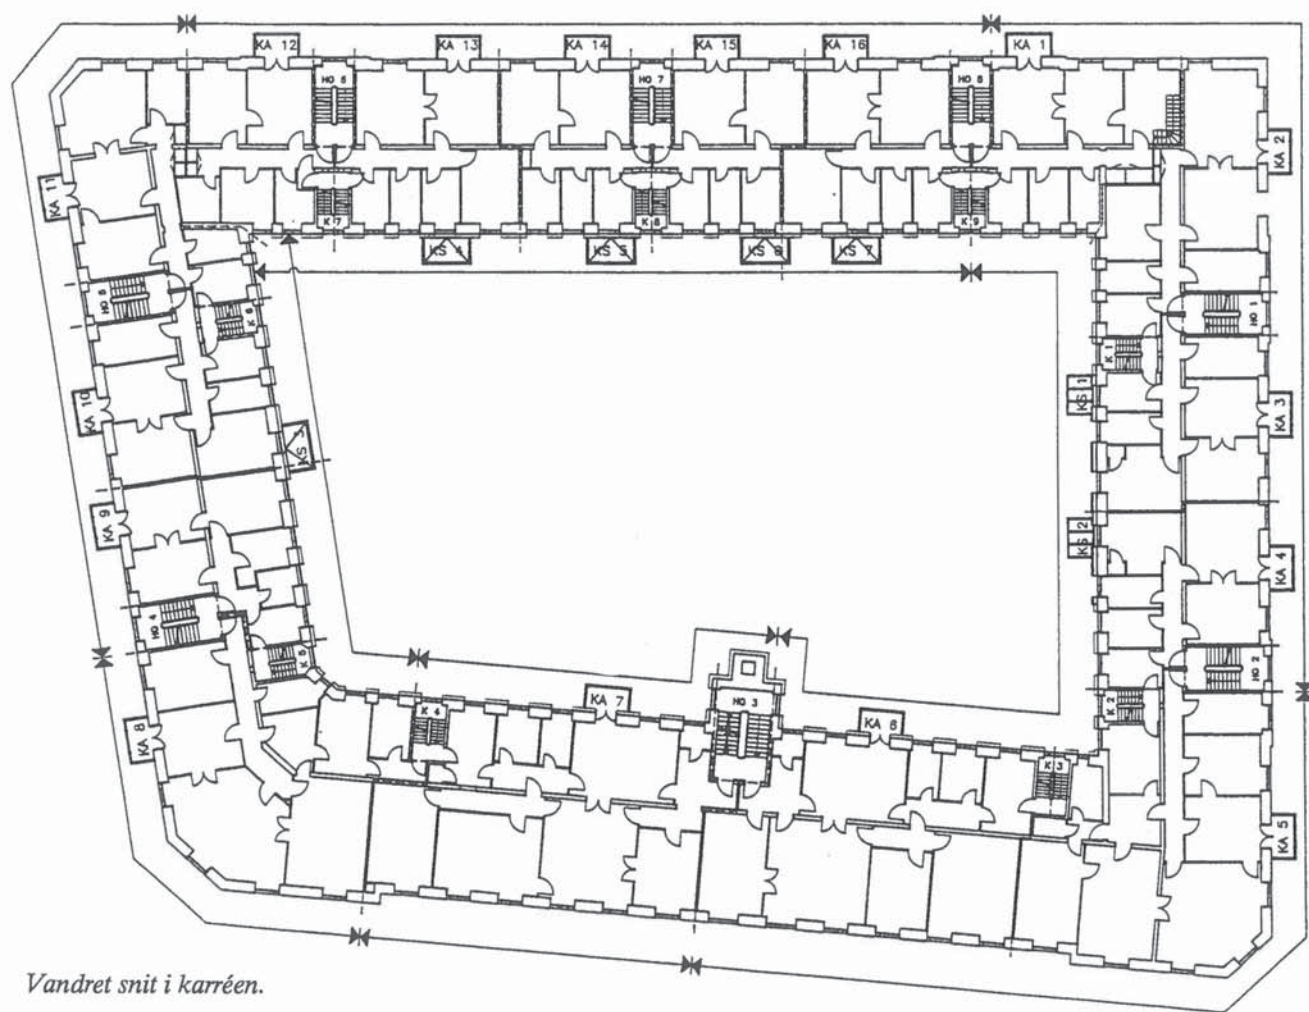 KA 12
KA 13
KA 14
KA 15
KA 16
KA 1
HO 6
HO 7
HO 8
KA 2
KA 11
K 7
K 8
K 9
KS 4
KS 5
KS 6
KS 7
HO 5
K 6
HO 1
K 1
KS 1
KA 10
KA 3
KS 3
KA 9
KS 2
KA 4
HO 4
K 5
HO 2
KA 8
K 4
KA 7
HO 3
KA 6
K 2
K 3
KA 5
Vandret snit i karréen.